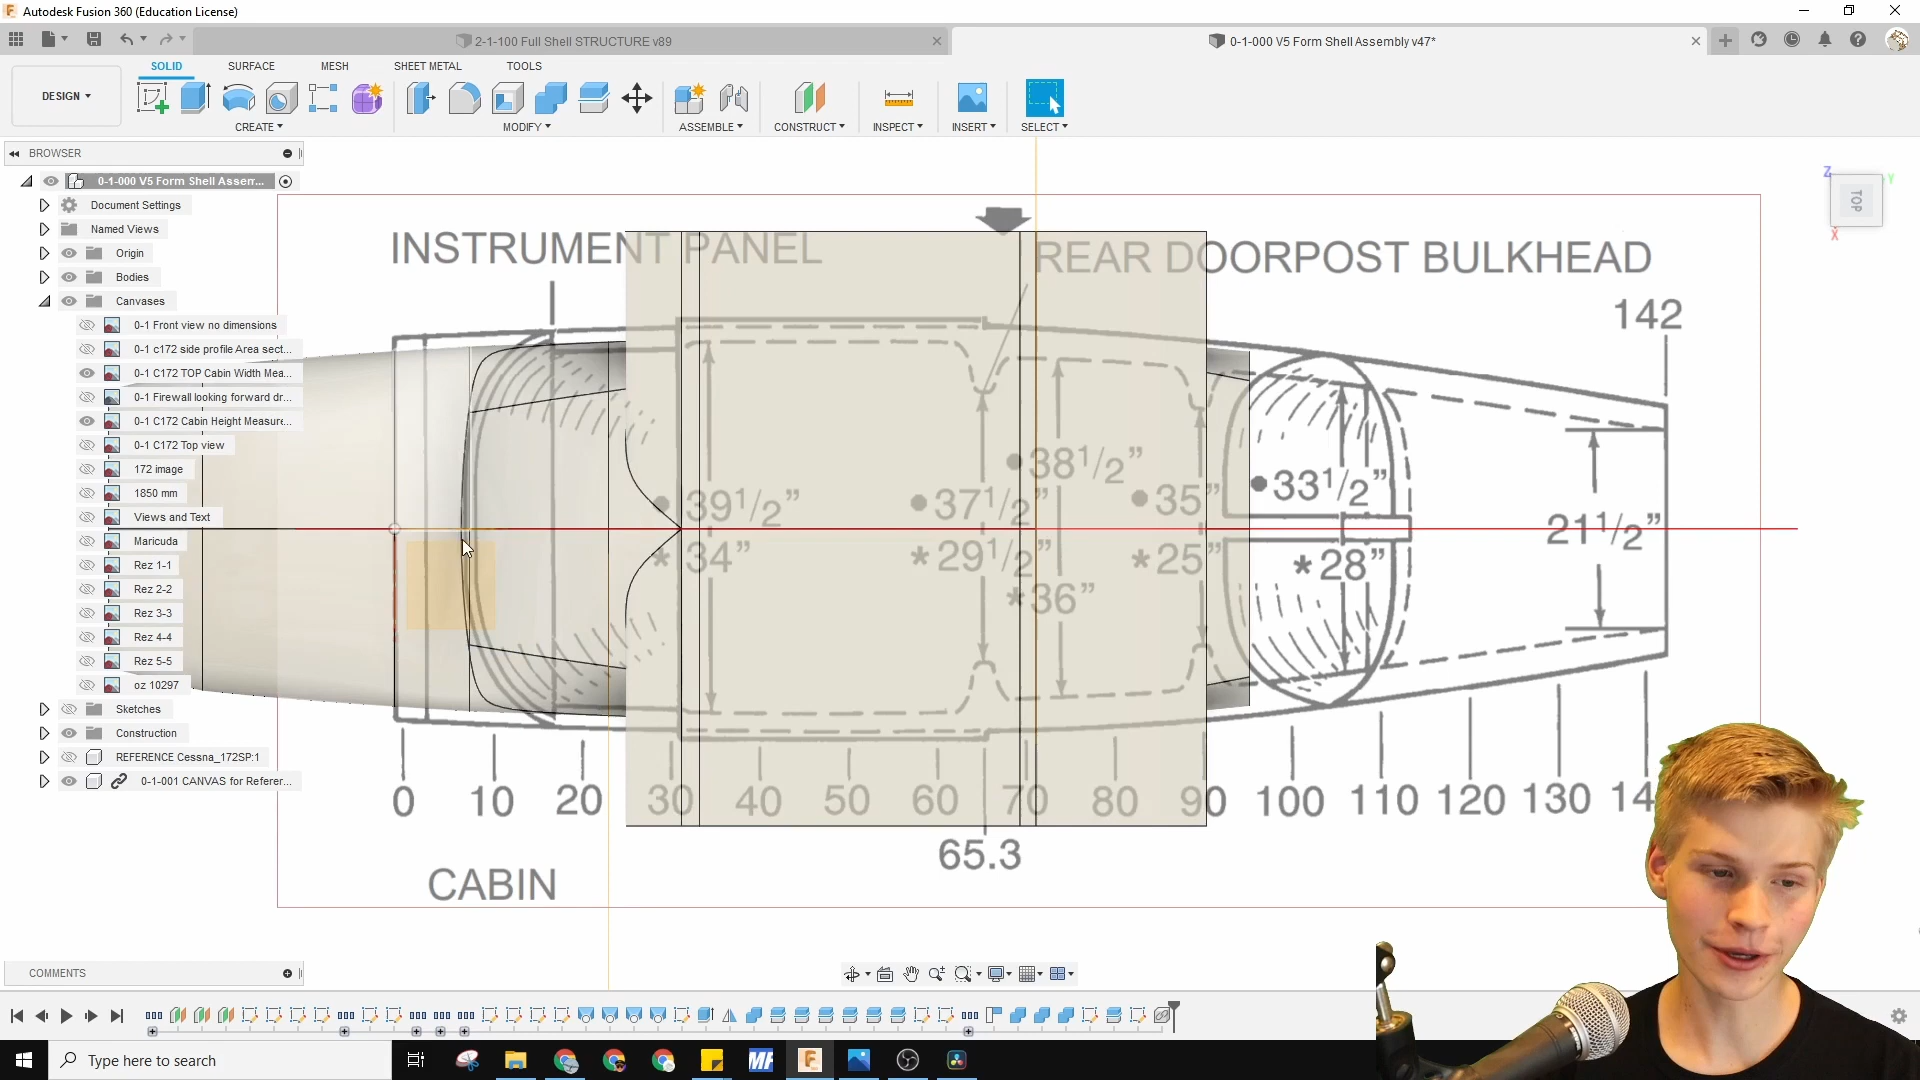 Autodesk Fusion 360 (Education License)
2-1-100 Full Shell STRUCTURE v89
0-1-000 V5 Form Shell Assembly v47*
DESIGN
SOLID SURFACE MESH SHEET METAL TOOLS
CREATE MODIFY ASSEMBLE CONSTRUCT INSPECT INSERT SELECT
BROWSER
0-1-000 V5 Form Shell Assem...
Document Settings
Named Views
Origin
Bodies
Canvases
0-1 Front view no dimensions
0-1 c172 side profile Area sect...
0-1 C172 TOP Cabin Width Mea...
0-1 Firewall looking forward dr...
0-1 C172 Cabin Height Measure...
0-1 C172 Top view
172 image
1850 mm
Views and Text
Maricuda
Rez 1-1
Rez 2-2
Rez 3-3
Rez 4-4
Rez 5-5
oz 10297
Sketches
Construction
REFERENCE Cessna_172SP:1
0-1-001 CANVAS for Referer...
COMMENTS
INSTRUMENT PANEL
REAR DOORPOST BULKHEAD
142
39 1/2"
*34"
37 1/2"
*29 1/2"
38 1/2"
*36"
35"
*25"
33 1/2"
*28"
21 1/2"
0 10 20 30 40 50 60 70 80 90 100 110 120 130 14
65.3
CABIN
Z
Y
TOP
X
Type here to search
MF
F